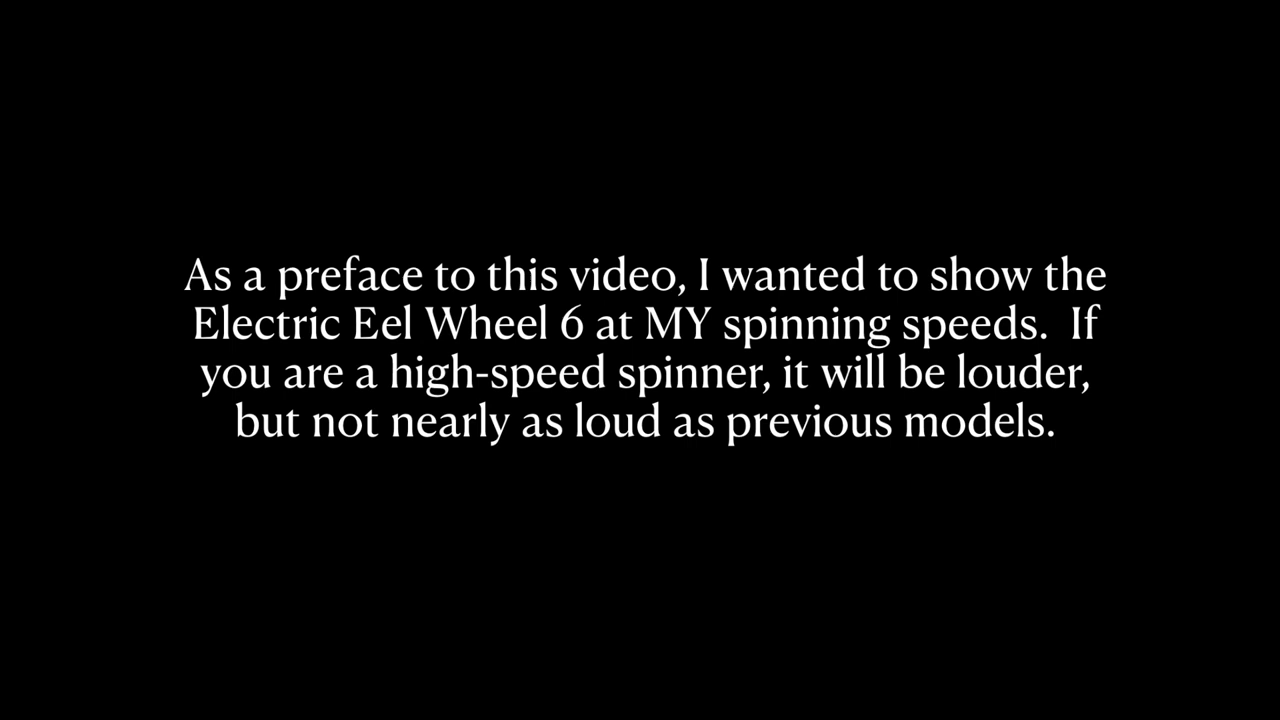 As a preface to this video, I wanted to show the
Electric Eel Wheel 6 at MY spinning speeds.  If
you are a high-speed spinner, it will be louder,
but not nearly as loud as previous models.